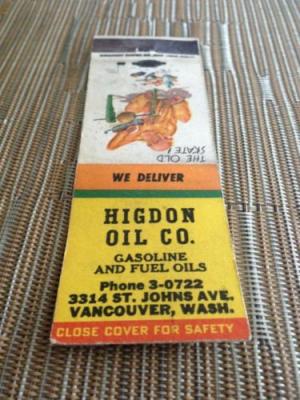 THE OLD
SKATE!
WE DELIVER
HIGDON
OIL CO.
GASOLINE
AND FUEL OILS
Phone 3-0722
3314 ST. JOHNS AVE.
VANCOUVER, WASH.
CLOSE COVER FOR SAFETY